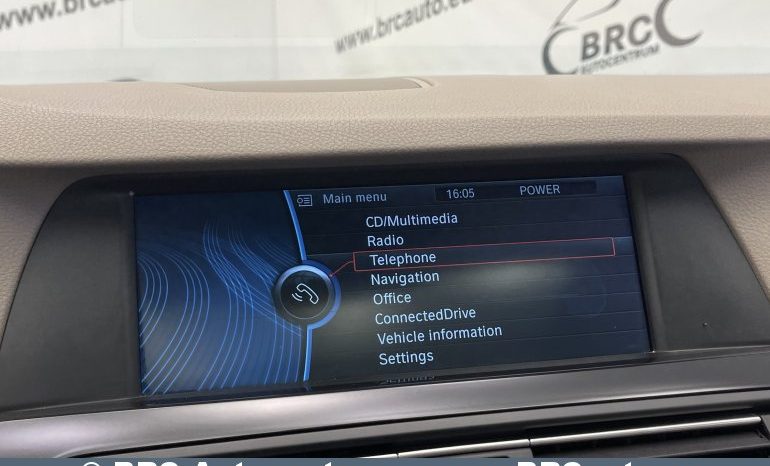 www.brcauto.eu
www.brcauto.eu
BRC
AUTOCENTRUM
Main menu 16:05 POWER
CD/Multimedia
Radio
Telephone
Navigation
Office
ConnectedDrive
Vehicle information
Settings